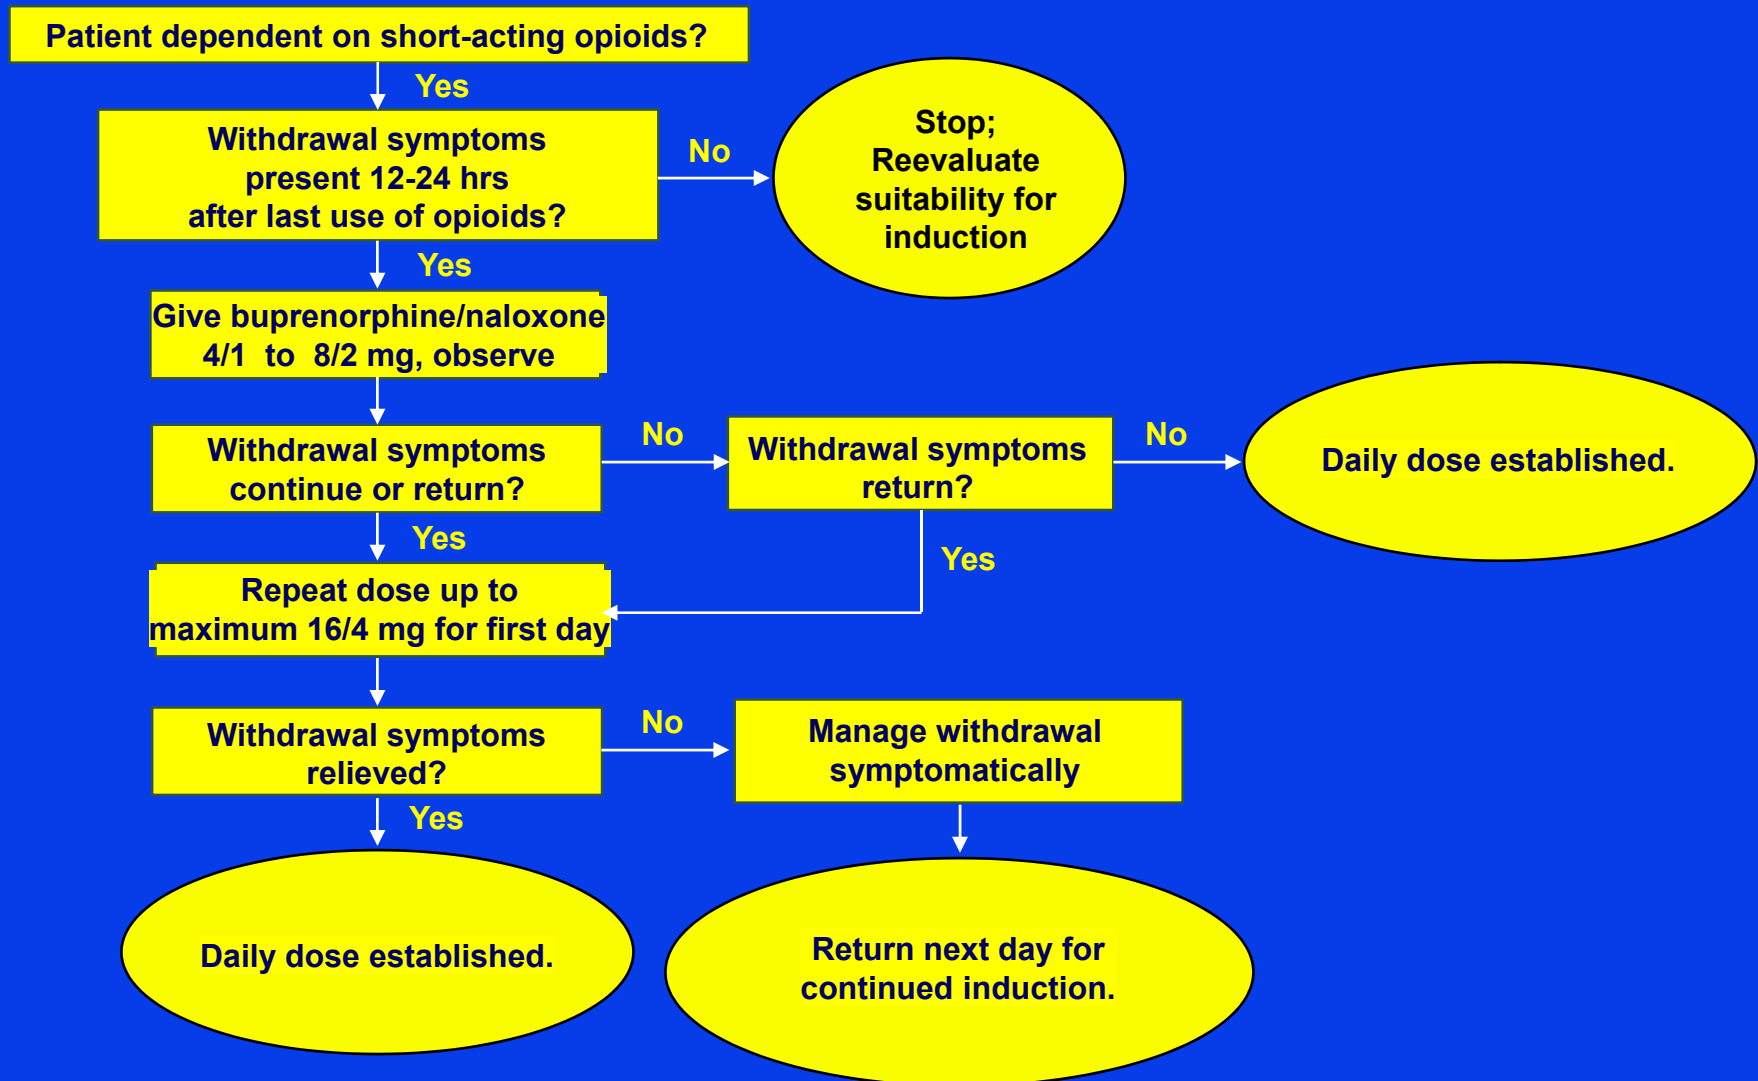 Patient dependent on short-acting opioids?
Yes
Withdrawal symptoms
present 12-24 hrs
after last use of opioids?
No
Stop;
Reevaluate
suitability for
induction
Yes
Give buprenorphine/naloxone
4/1 to 8/2 mg, observe
Withdrawal symptoms
continue or return?
No
Withdrawal symptoms
return?
No
Daily dose established.
Yes
Yes
Repeat dose up to
maximum 16/4 mg for first day
Withdrawal symptoms
relieved?
No
Manage withdrawal
symptomatically
Yes
Daily dose established.
Return next day for
continued induction.